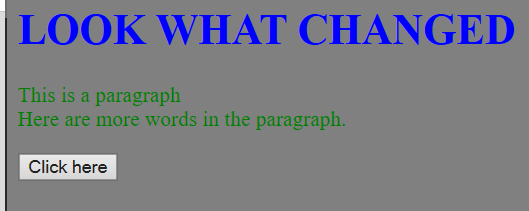 LOOK WHAT CHANGED
This is a paragraph
Here are more words in the paragraph.
Click here